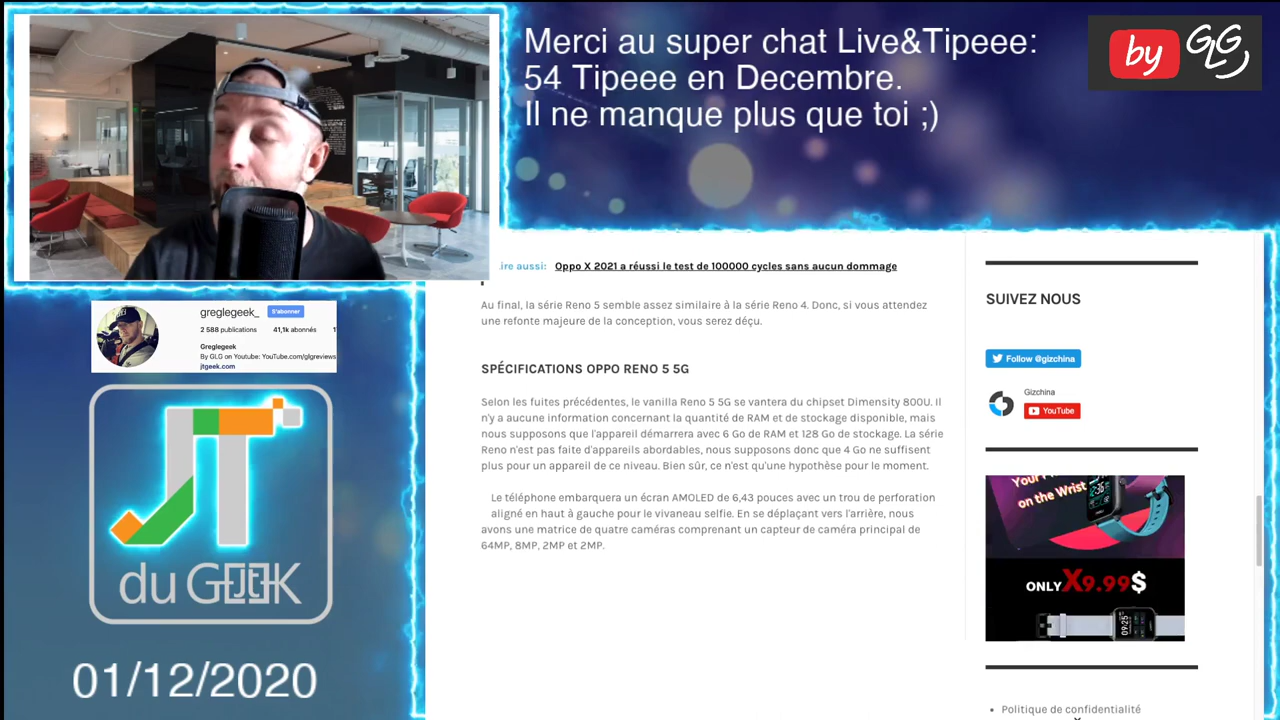 Merci au super chat Live&Tipeee:
54 Tipeee en Decembre.
Il ne manque plus que toi ;)
by GLG
ire aussi: Oppo X 2021 a réussi le test de 100000 cycles sans aucun dommage
Au final, la série Reno 5 semble assez similaire à la série Reno 4. Donc, si vous attendez
une refonte majeure de la conception, vous serez déçu.
SPÉCIFICATIONS OPPO RENO 5 5G
Selon les fuites précédentes, le vanilla Reno 5 5G se vantera du chipset Dimensity 800U. Il
n'y a aucune information concernant la quantité de RAM et de stockage disponible, mais
nous supposons que l'appareil démarrera avec 6 Go de RAM et 128 Go de stockage. La série
Reno n'est pas faite d'appareils abordables, nous supposons donc que 4 Go ne suffisent
plus pour un appareil de ce niveau. Bien sûr, ce n'est qu'une hypothèse pour le moment.
Le téléphone embarquera un écran AMOLED de 6,43 pouces avec un trou de perforation
aligné en haut à gauche pour le vivaneau selfie. En se déplaçant vers l'arrière, nous
avons une matrice de quatre caméras comprenant un capteur de caméra principal de
64MP, 8MP, 2MP et 2MP.
SUIVEZ NOUS
Follow @gizchina
Gizchina
YouTube
Your P
on the Wrist
ONLY X9.99$
09:25
Politique de confidentialité
greglegeek_ S'abonner
2 588 publications 41,1k abonnés 1
Greglegeek
By GLG on Youtube: YouTube.com/glgreviews
jtgeek.com
JT
du GEEK
01/12/2020